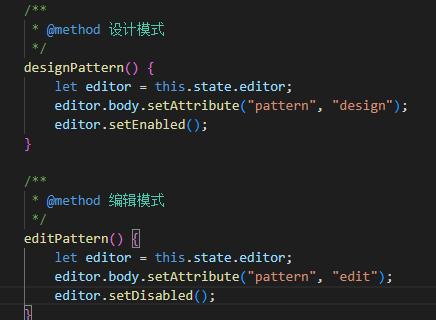 /**
 * @method 设计模式
 */
designPattern() {
    let editor = this.state.editor;
    editor.body.setAttribute("pattern", "design");
    editor.setEnabled();
}
/**
 * @method 编辑模式
 */
editPattern() {
    let editor = this.state.editor;
    editor.body.setAttribute("pattern", "edit");
    editor.setDisabled();
}